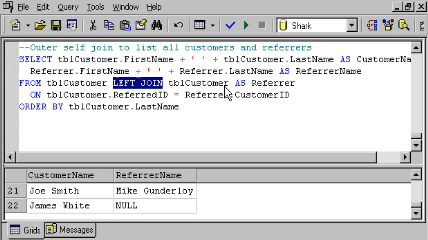 File Edit Query Window Help
Shark
--Outer self join to list all customers and referrers
SELECT tblCustomer.FirstName + ' ' + tblCustomer.LastName AS CustomerNa
Referrer.FirstName + ' ' + Referrer.LastName AS ReferrerName
FROM tblCustomer LEFT JOIN tblCustomer AS Referrer
ON tblCustomer.ReferredID = Referrer.CustomerID
ORDER BY tblCustomer.LastName
CustomerName ReferrerName
21 Joe Smith Mike Gunderloy
22 James White NULL
Grids Messages